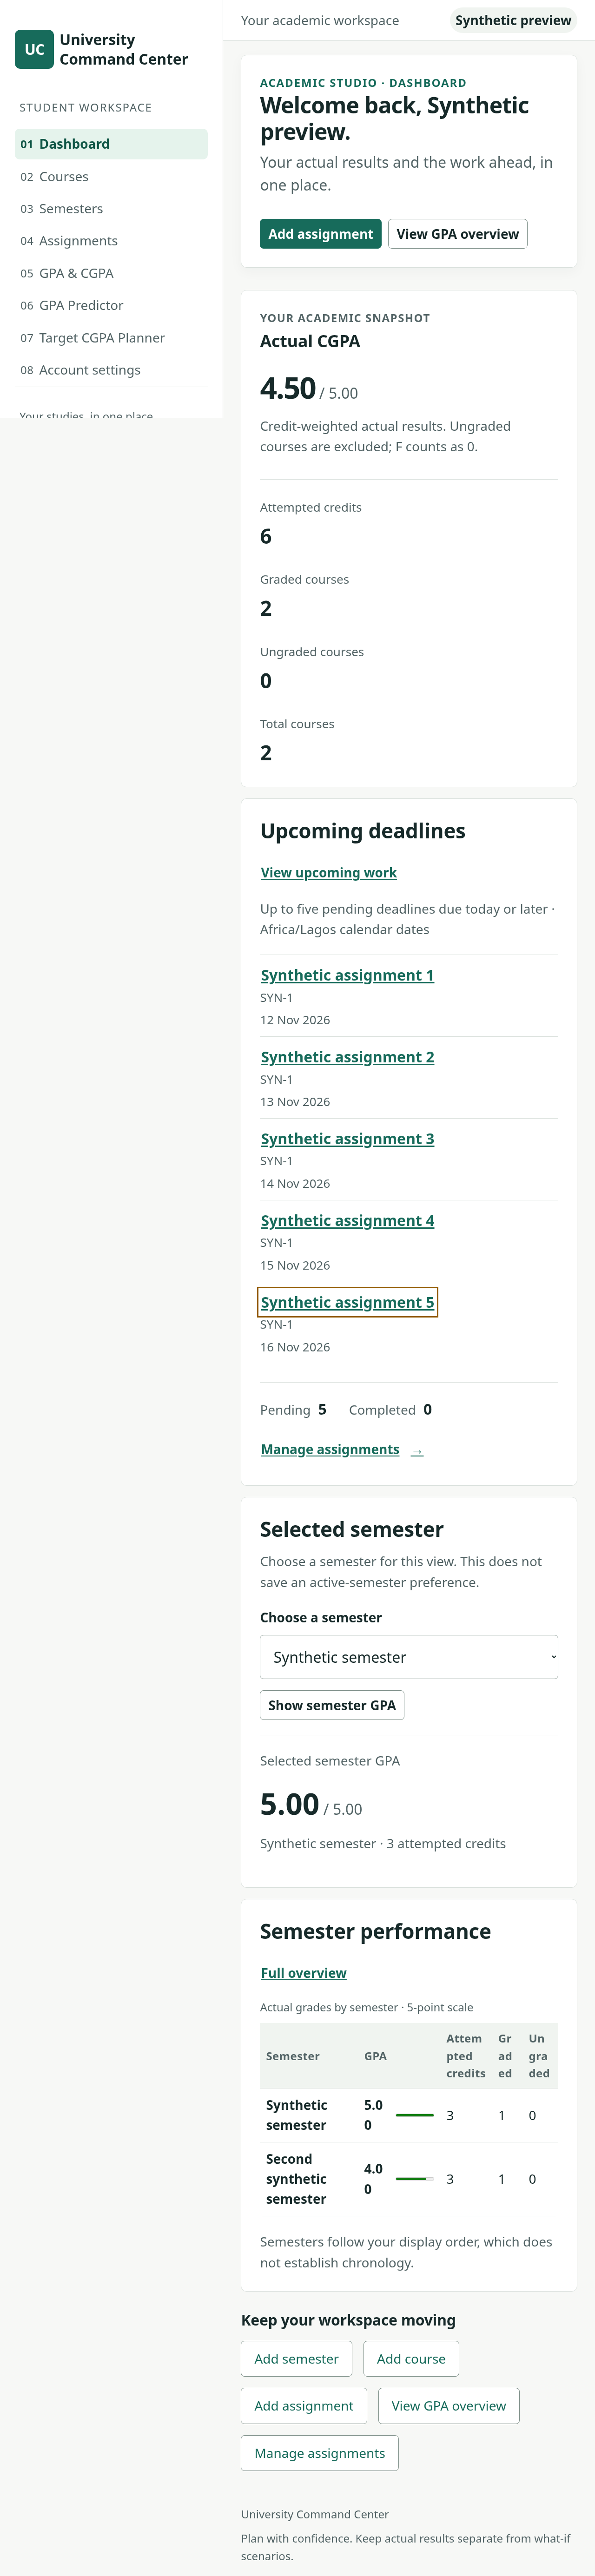 UC
University
Command Center
STUDENT WORKSPACE
01 Dashboard
02 Courses
03 Semesters
04 Assignments
05 GPA & CGPA
06 GPA Predictor
07 Target CGPA Planner
08 Account settings
Your studies, in one place
Your academic workspace
Synthetic preview
ACADEMIC STUDIO · DASHBOARD
Welcome back, Synthetic
preview.
Your actual results and the work ahead, in
one place.
Add assignment
View GPA overview
YOUR ACADEMIC SNAPSHOT
Actual CGPA
4.50 / 5.00
Credit-weighted actual results. Ungraded
courses are excluded; F counts as 0.
Attempted credits
6
Graded courses
2
Ungraded courses
0
Total courses
2
Upcoming deadlines
View upcoming work
Up to five pending deadlines due today or later ·
Africa/Lagos calendar dates
Synthetic assignment 1
SYN-1
12 Nov 2026
Synthetic assignment 2
SYN-1
13 Nov 2026
Synthetic assignment 3
SYN-1
14 Nov 2026
Synthetic assignment 4
SYN-1
15 Nov 2026
Synthetic assignment 5
SYN-1
16 Nov 2026
Pending 5 Completed 0
Manage assignments →
Selected semester
Choose a semester for this view. This does not
save an active-semester preference.
Choose a semester
Synthetic semester
Show semester GPA
Selected semester GPA
5.00 / 5.00
Synthetic semester · 3 attempted credits
Semester performance
Full overview
Actual grades by semester · 5-point scale
Semester GPA
Attem
pted
credits
Gr
ad
ed
Un
gra
ded
Synthetic
semester
5.0
0
3 1 0
Second
synthetic
semester
4.0
0
3 1 0
Semesters follow your display order, which does
not establish chronology.
Keep your workspace moving
Add semester
Add course
Add assignment
View GPA overview
Manage assignments
University Command Center
Plan with confidence. Keep actual results separate from what-if
scenarios.